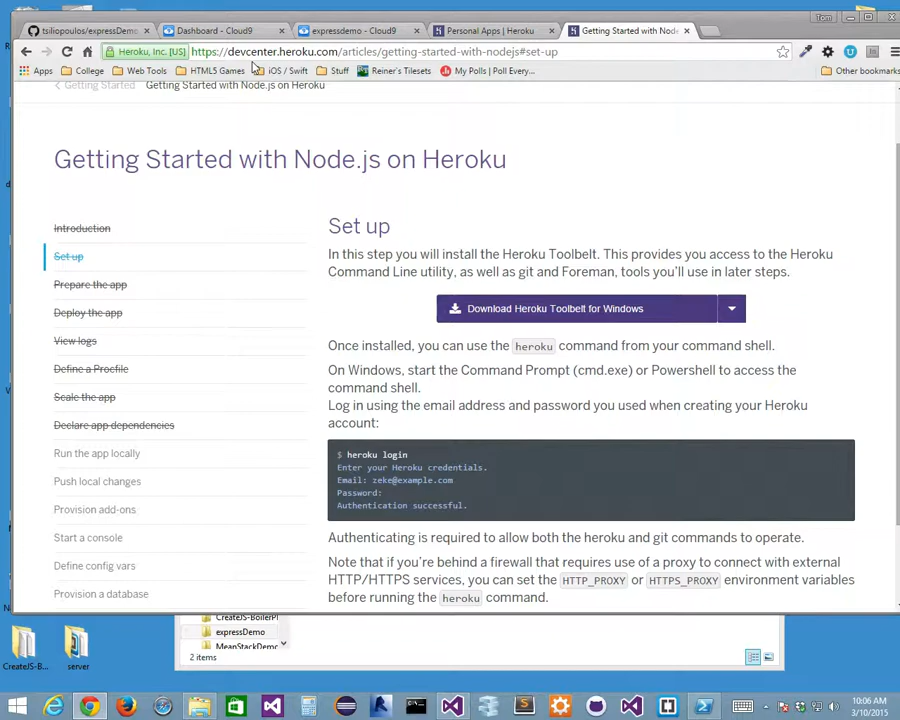 tsiliopoulos/expressDemo
Dashboard - Cloud9
expressdemo - Cloud9
Personal Apps | Heroku
Getting Started with Node
Tom
Heroku, Inc. [US]
https://devcenter.heroku.com/articles/getting-started-with-nodejs#set-up
Apps
College
Web Tools
HTML5 Games
iOS / Swift
Stuff
Reiner's Tilesets
My Polls | Poll Every...
Other bookmarks
Getting Started
Getting Started with Node.js on Heroku
Getting Started with Node.js on Heroku
Introduction
Set up
Prepare the app
Deploy the app
View logs
Define a Procfile
Scale the app
Declare app dependencies
Run the app locally
Push local changes
Provision add-ons
Start a console
Define config vars
Provision a database
Set up
In this step you will install the Heroku Toolbelt. This provides you access to the Heroku
Command Line utility, as well as git and Foreman, tools you'll use in later steps.
Download Heroku Toolbelt for Windows
Once installed, you can use the heroku command from your command shell.
On Windows, start the Command Prompt (cmd.exe) or Powershell to access the
command shell.
Log in using the email address and password you used when creating your Heroku
account:
$ heroku login
Enter your Heroku credentials.
Email: zeke@example.com
Password:
Authentication successful.
Authenticating is required to allow both the heroku and git commands to operate.
Note that if you're behind a firewall that requires use of a proxy to connect with external
HTTP/HTTPS services, you can set the HTTP_PROXY or HTTPS_PROXY environment variables
before running the heroku command.
CreateJS-BoilerPl
expressDemo
MeanStackDemo
2 items
CreateJS-B...
server
10:06 AM
3/10/2015